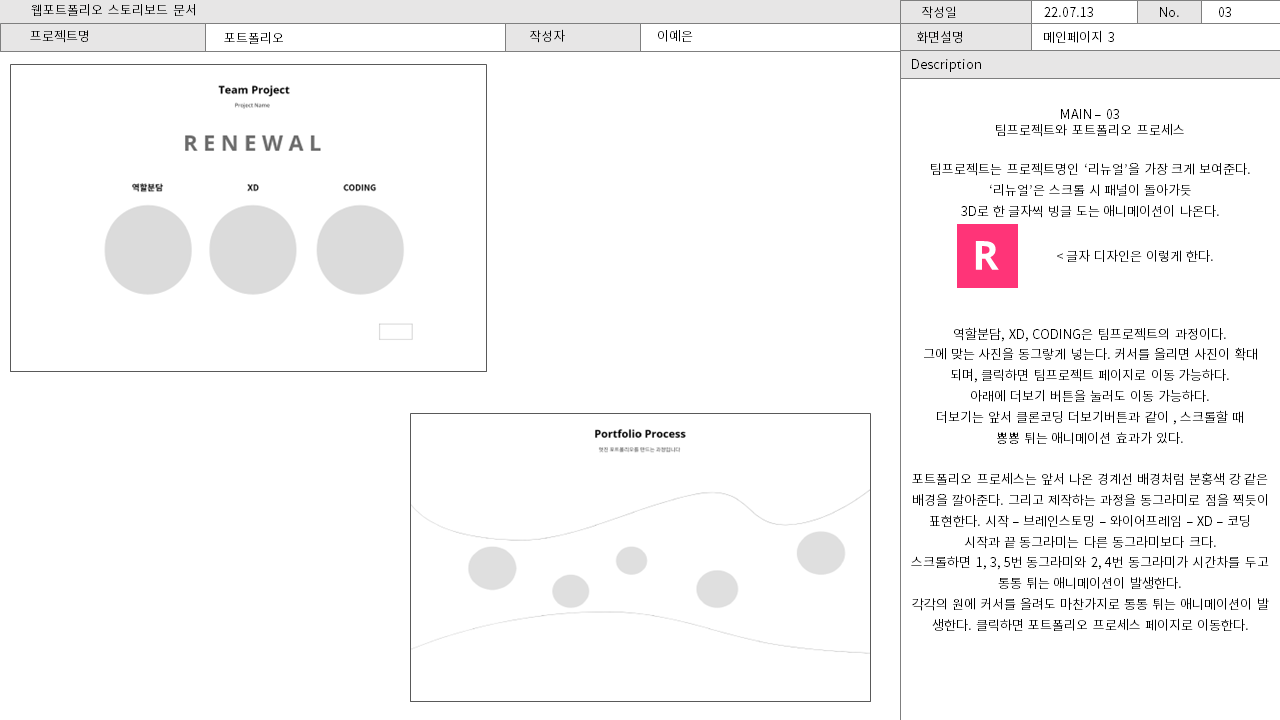 웹포트폴리오 스토리보드 문서
프로젝트명
포트폴리오
작성자
이예은
작성일
22.07.13
No.
03
화면설명
메인페이지 3
Description
Team Project
Project Name
RENEWAL
역할분담
XD
CODING
Portfolio Process
멋진 포트폴리오를 만드는 과정입니다
MAIN – 03
팀프로젝트와 포트폴리오 프로세스
팀프로젝트는 프로젝트명인 ‘리뉴얼’을 가장 크게 보여준다.
‘리뉴얼’은 스크롤 시 패널이 돌아가듯
3D로 한 글자씩 빙글 도는 애니메이션이 나온다.
R
< 글자 디자인은 이렇게 한다.
역할분담, XD, CODING은 팀프로젝트의 과정이다.
그에 맞는 사진을 동그랗게 넣는다. 커서를 올리면 사진이 확대
되며, 클릭하면 팀프로젝트 페이지로 이동 가능하다.
아래에 더보기 버튼을 눌러도 이동 가능하다.
더보기는 앞서 클론코딩 더보기버튼과 같이 , 스크롤할 때
뿅뿅 튀는 애니메이션 효과가 있다.
포트폴리오 프로세스는 앞서 나온 경계선 배경처럼 분홍색 강 같은
배경을 깔아준다. 그리고 제작하는 과정을 동그라미로 점을 찍듯이
표현한다. 시작 – 브레인스토밍 – 와이어프레임 – XD – 코딩
시작과 끝 동그라미는 다른 동그라미보다 크다.
스크롤하면 1, 3, 5번 동그라미와 2, 4번 동그라미가 시간차를 두고
통통 튀는 애니메이션이 발생한다.
각각의 원에 커서를 올려도 마찬가지로 통통 튀는 애니메이션이 발
생한다. 클릭하면 포트폴리오 프로세스 페이지로 이동한다.